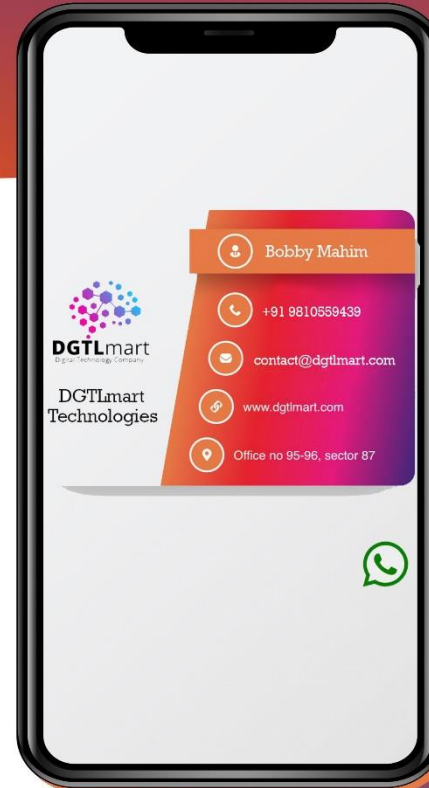 DGTLmart
Digital Technology Company
DGTLmart
Technologies
Bobby Mahim
+91 9810559439
contact@dgtlmart.com
www.dgtlmart.com
Office no 95-96, sector 87